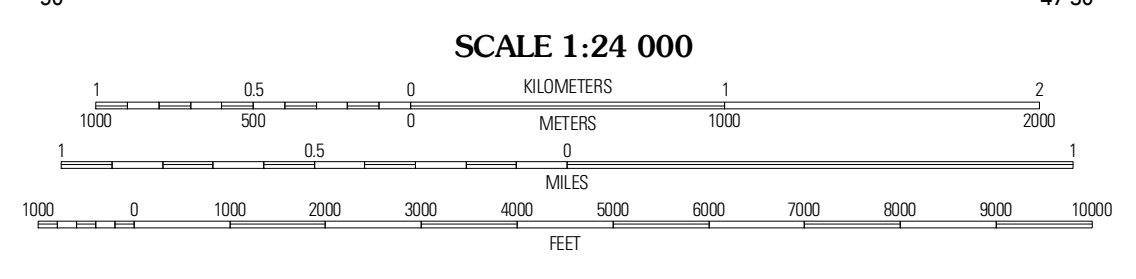 SCALE 1:24 000
1 0.5 0 KILOMETERS 1 2
1000 500 0 METERS 1000 2000
1 0.5 0 1
MILES
1000 0 1000 2000 3000 4000 5000 6000 7000 8000 9000 10000
FEET